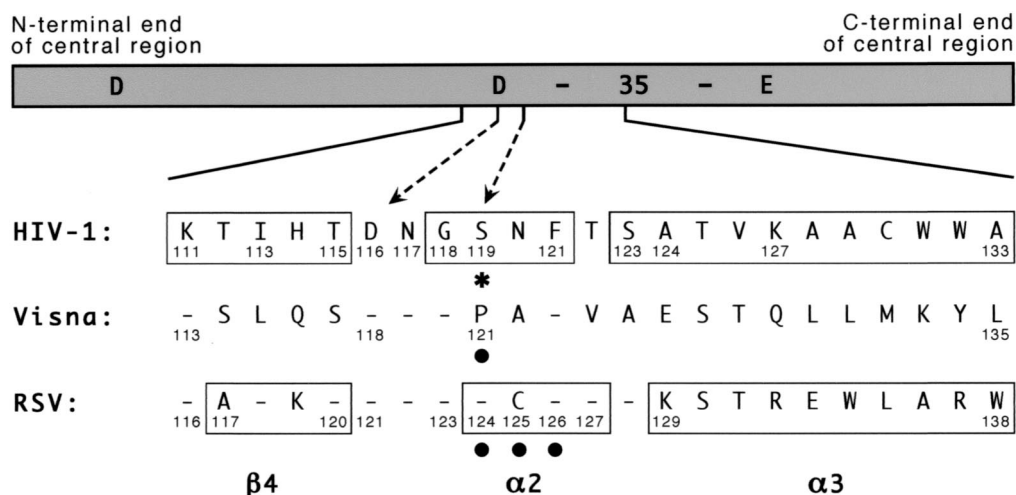 N-terminal end C-terminal end
of central region of central region
D D – 35 – E
HIV-1: K T I H T D N G S N F T S A T V K A A C W W A
111 113 115 116 117 118 119 121 123 124 127 133
*
Visna: – S L Q S – – – P A – V A E S T Q L L M K Y L
113 118 121 135
●
RSV: – A – K – – – – – C – – – K S T R E W L A R W
116 117 120 121 123 124 125 126 127 129 138
● ● ●
β4 α2 α3